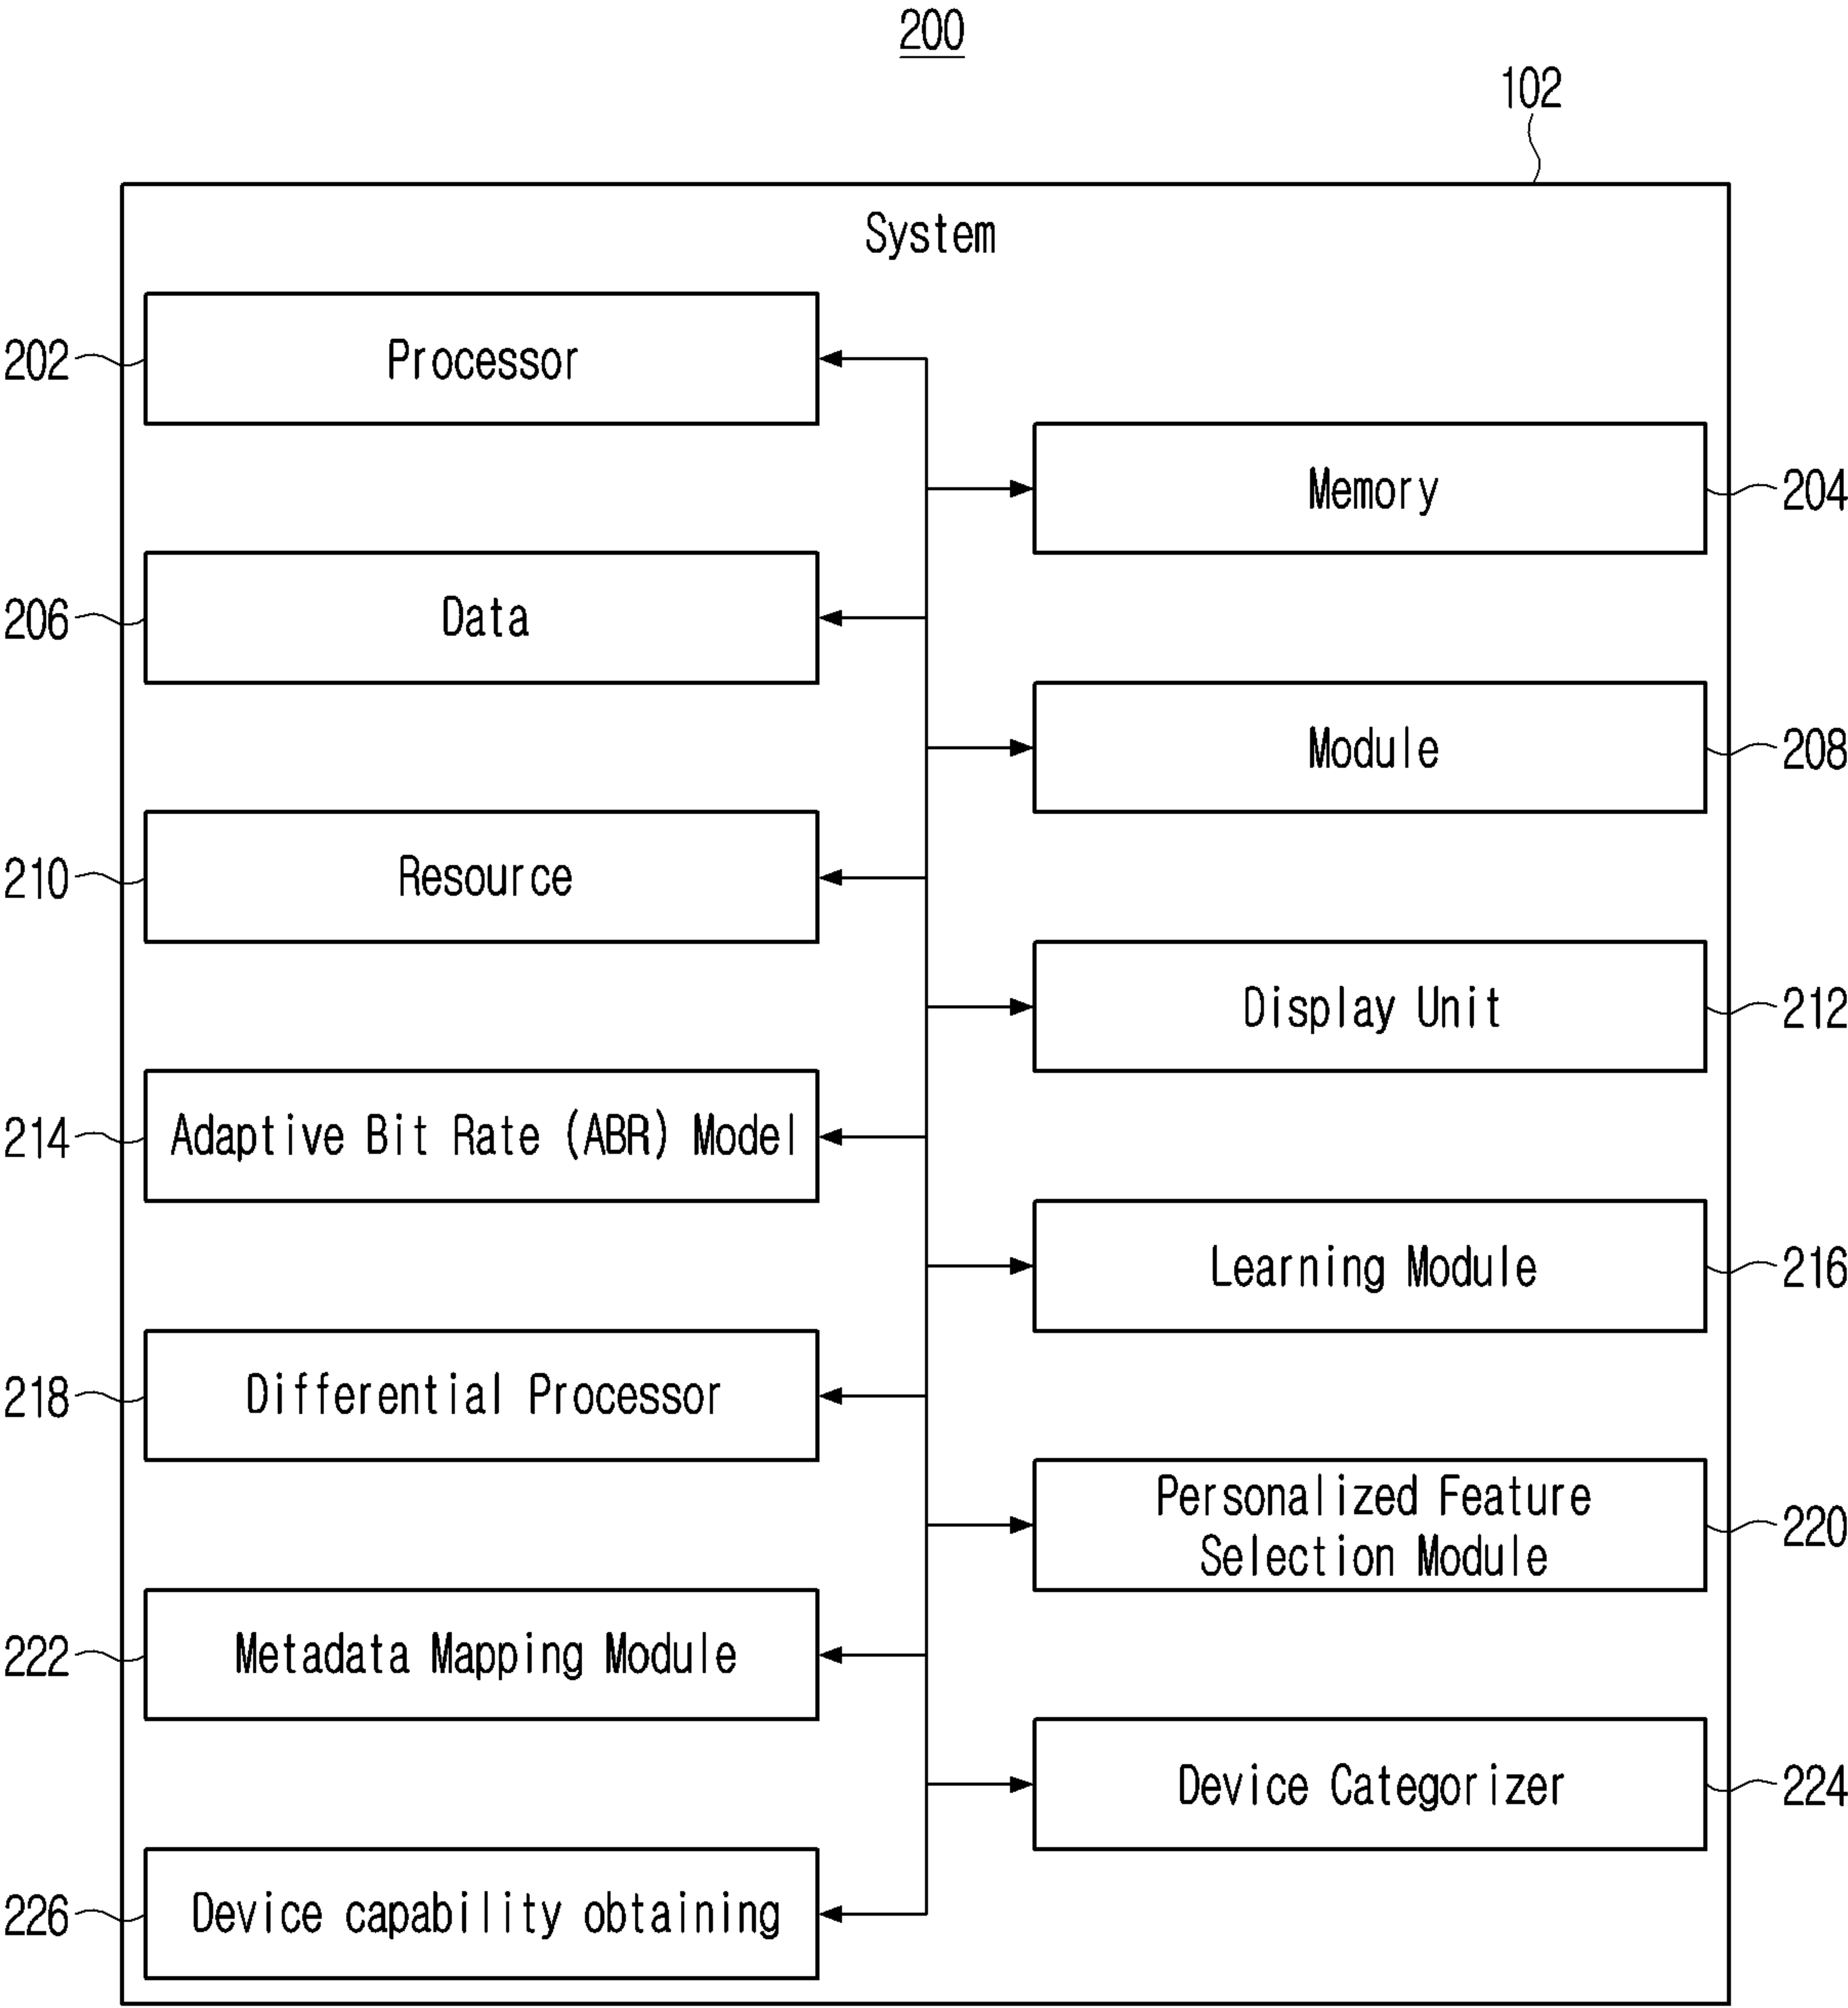 200
102
System
202
Processor
Memory
204
206
Data
Module
208
210
Resource
Display Unit
212
214
Adaptive Bit Rate (ABR) Model
Learning Module
216
218
Differential Processor
Personalized Feature
Selection Module
220
222
Metadata Mapping Module
Device Categorizer
224
226
Device capability obtaining